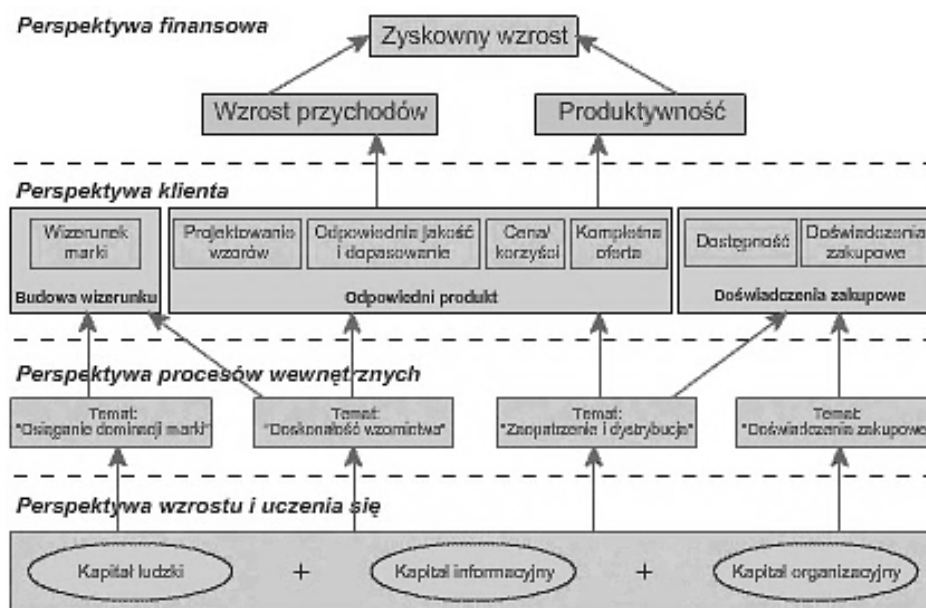 Perspektywa finansowa
Zyskowny wzrost
Wzrost przychodów
Produktywność
Perspektywa klienta
Wizerunek
marki
Projektowanie
wzorów
Odpowiednia jakość
i dopasowanie
Cena/
korzyści
Kompletna
oferta
Dostępność
Doświadczenia
zakupowe
Budowa wizerunku
Odpowiedni produkt
Doświadczenia zakupowe
Perspektywa procesów wewnętrznych
Temat:
"Osiąganie dominacji marki"
Temat:
"Doskonałość wzornictwa"
Temat:
"Zaopatrzenie i dystrybucja"
Temat:
"Doświadczenia zakupowe
Perspektywa wzrostu i uczenia się
Kapitał ludzki
+
Kapitał informacyjny
+
Kapitał organizacyjny